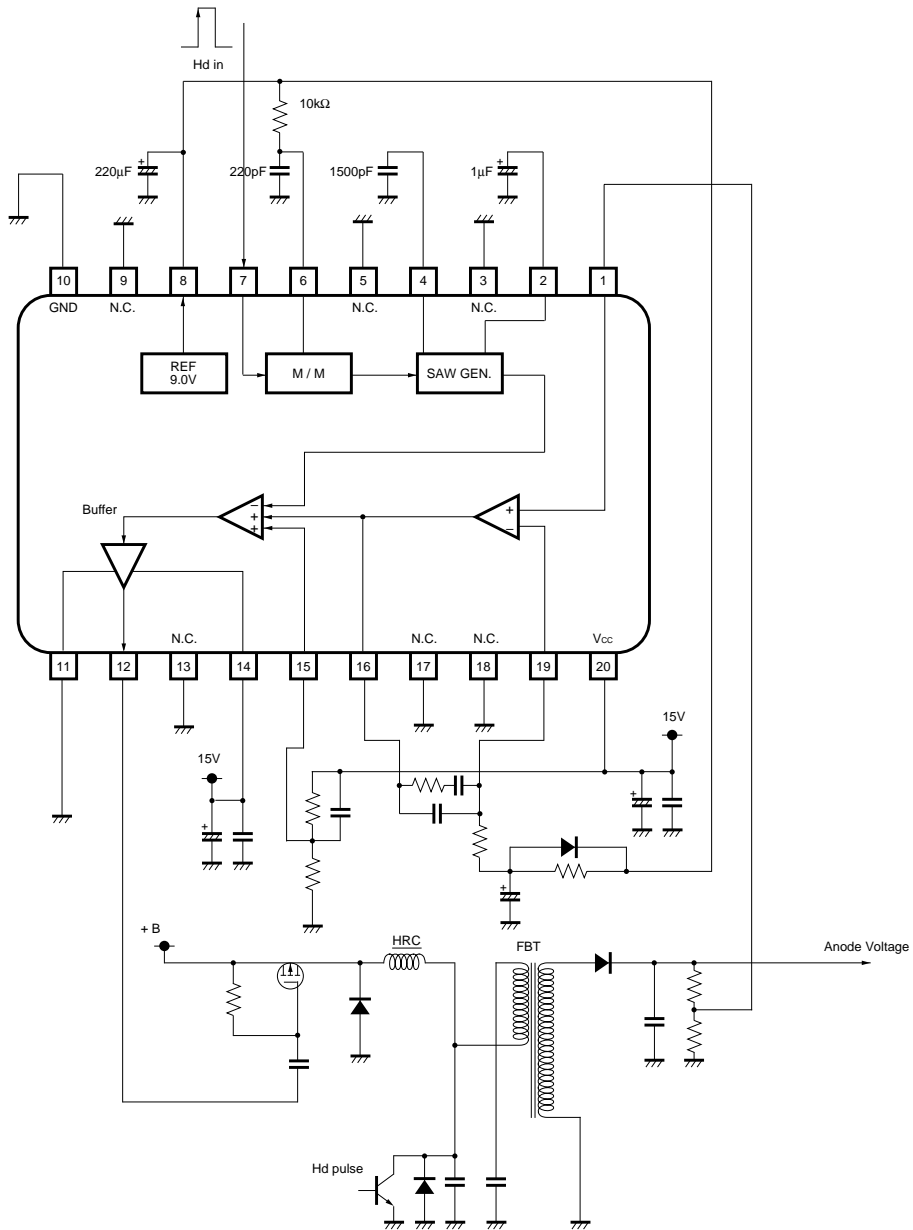 Hd in
10kΩ
220µF
220pF
1500pF
1µF
+
+
10
9
8
7
6
5
4
3
2
1
GND
N.C.
N.C.
N.C.
REF
9.0V
M / M
SAW GEN.
Buffer
−
+
+
+
−
N.C.
N.C.
N.C.
Vcc
11
12
13
14
15
16
17
18
19
20
15V
15V
+
+
+
+ B
HRC
FBT
Anode Voltage
Hd pulse